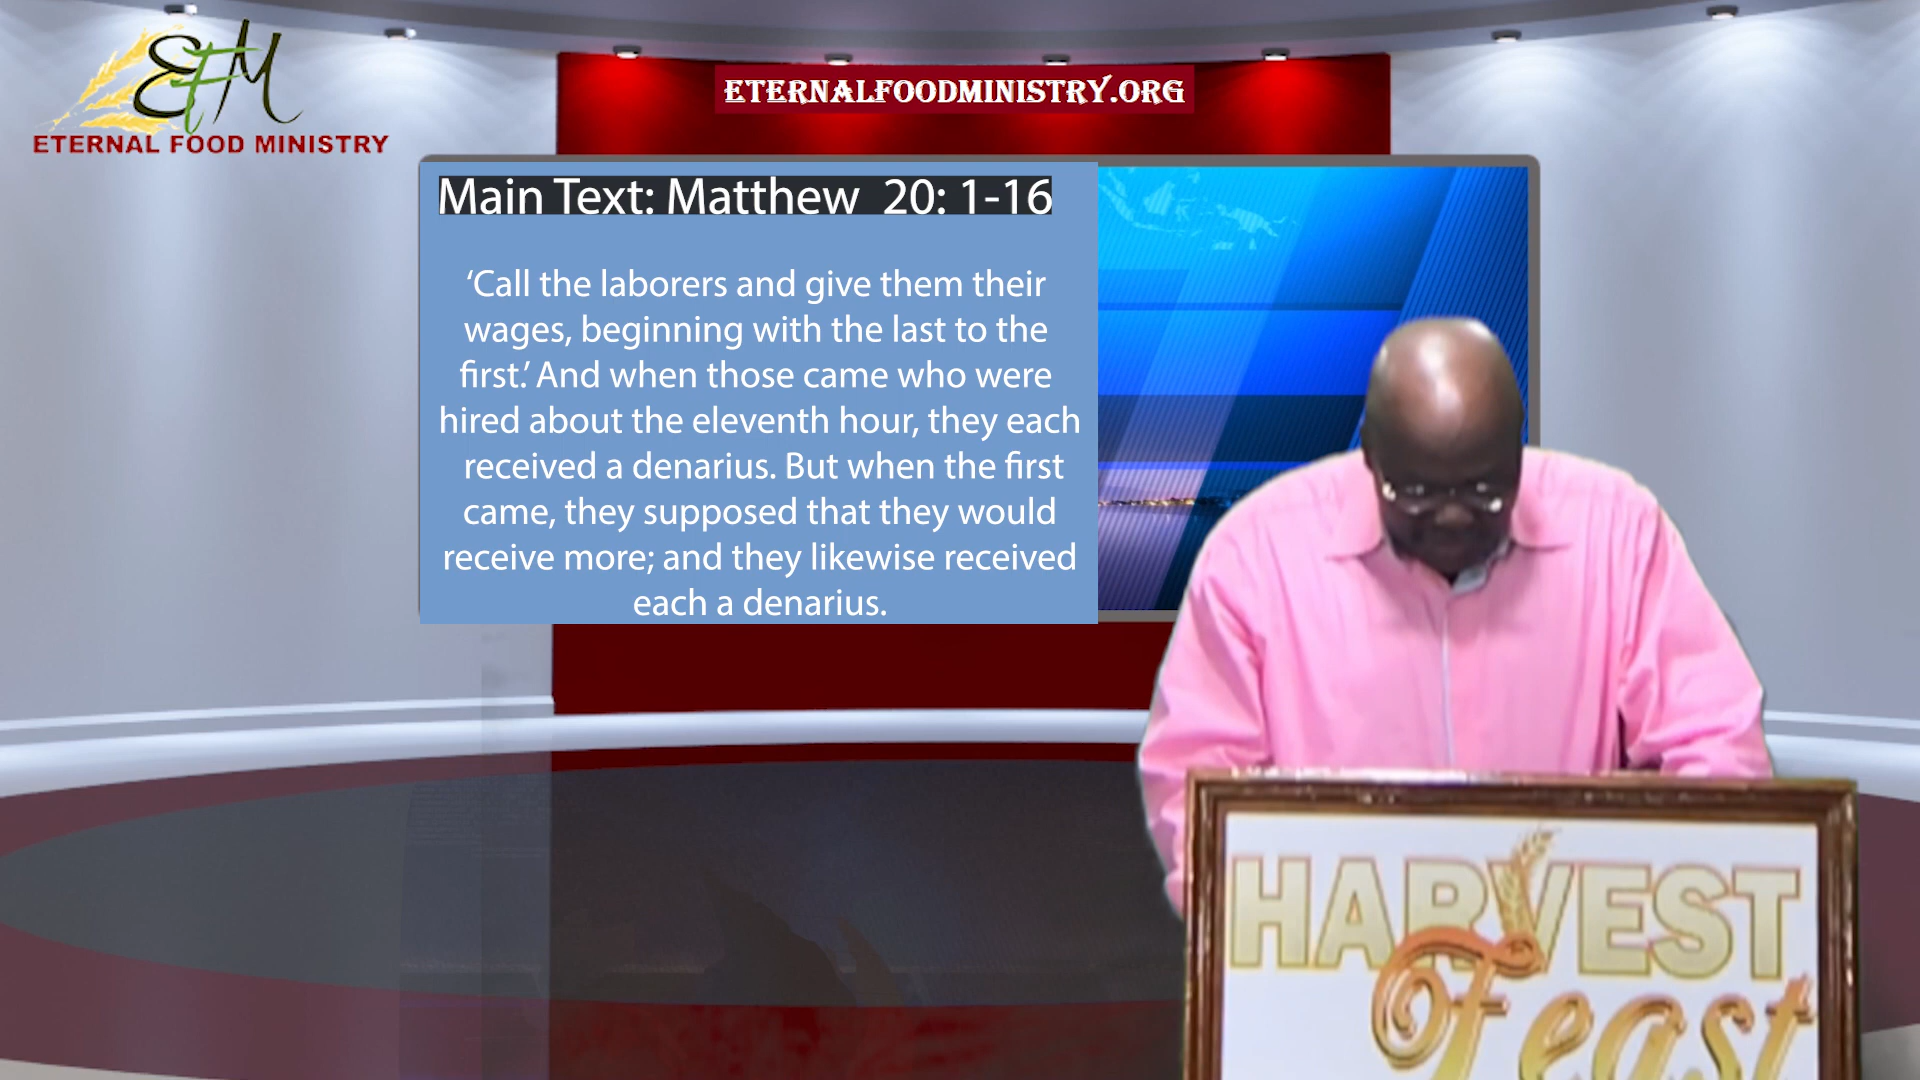 EFM
ETERNAL FOOD MINISTRY
ETERNALFOODMINISTRY.ORG
Main Text: Matthew 20: 1-16
‘Call the laborers and give them their
wages, beginning with the last to the
first.’ And when those came who were
hired about the eleventh hour, they each
received a denarius. But when the first
came, they supposed that they would
receive more; and they likewise received
each a denarius.
HARVEST
Feast